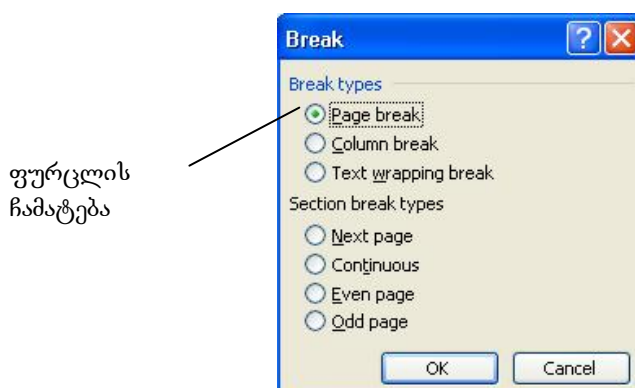 Break
Break types
Page break
Column break
Text wrapping break
ფურცლის
ჩამატება
Section break types
Next page
Continuous
Even page
Odd page
OK Cancel